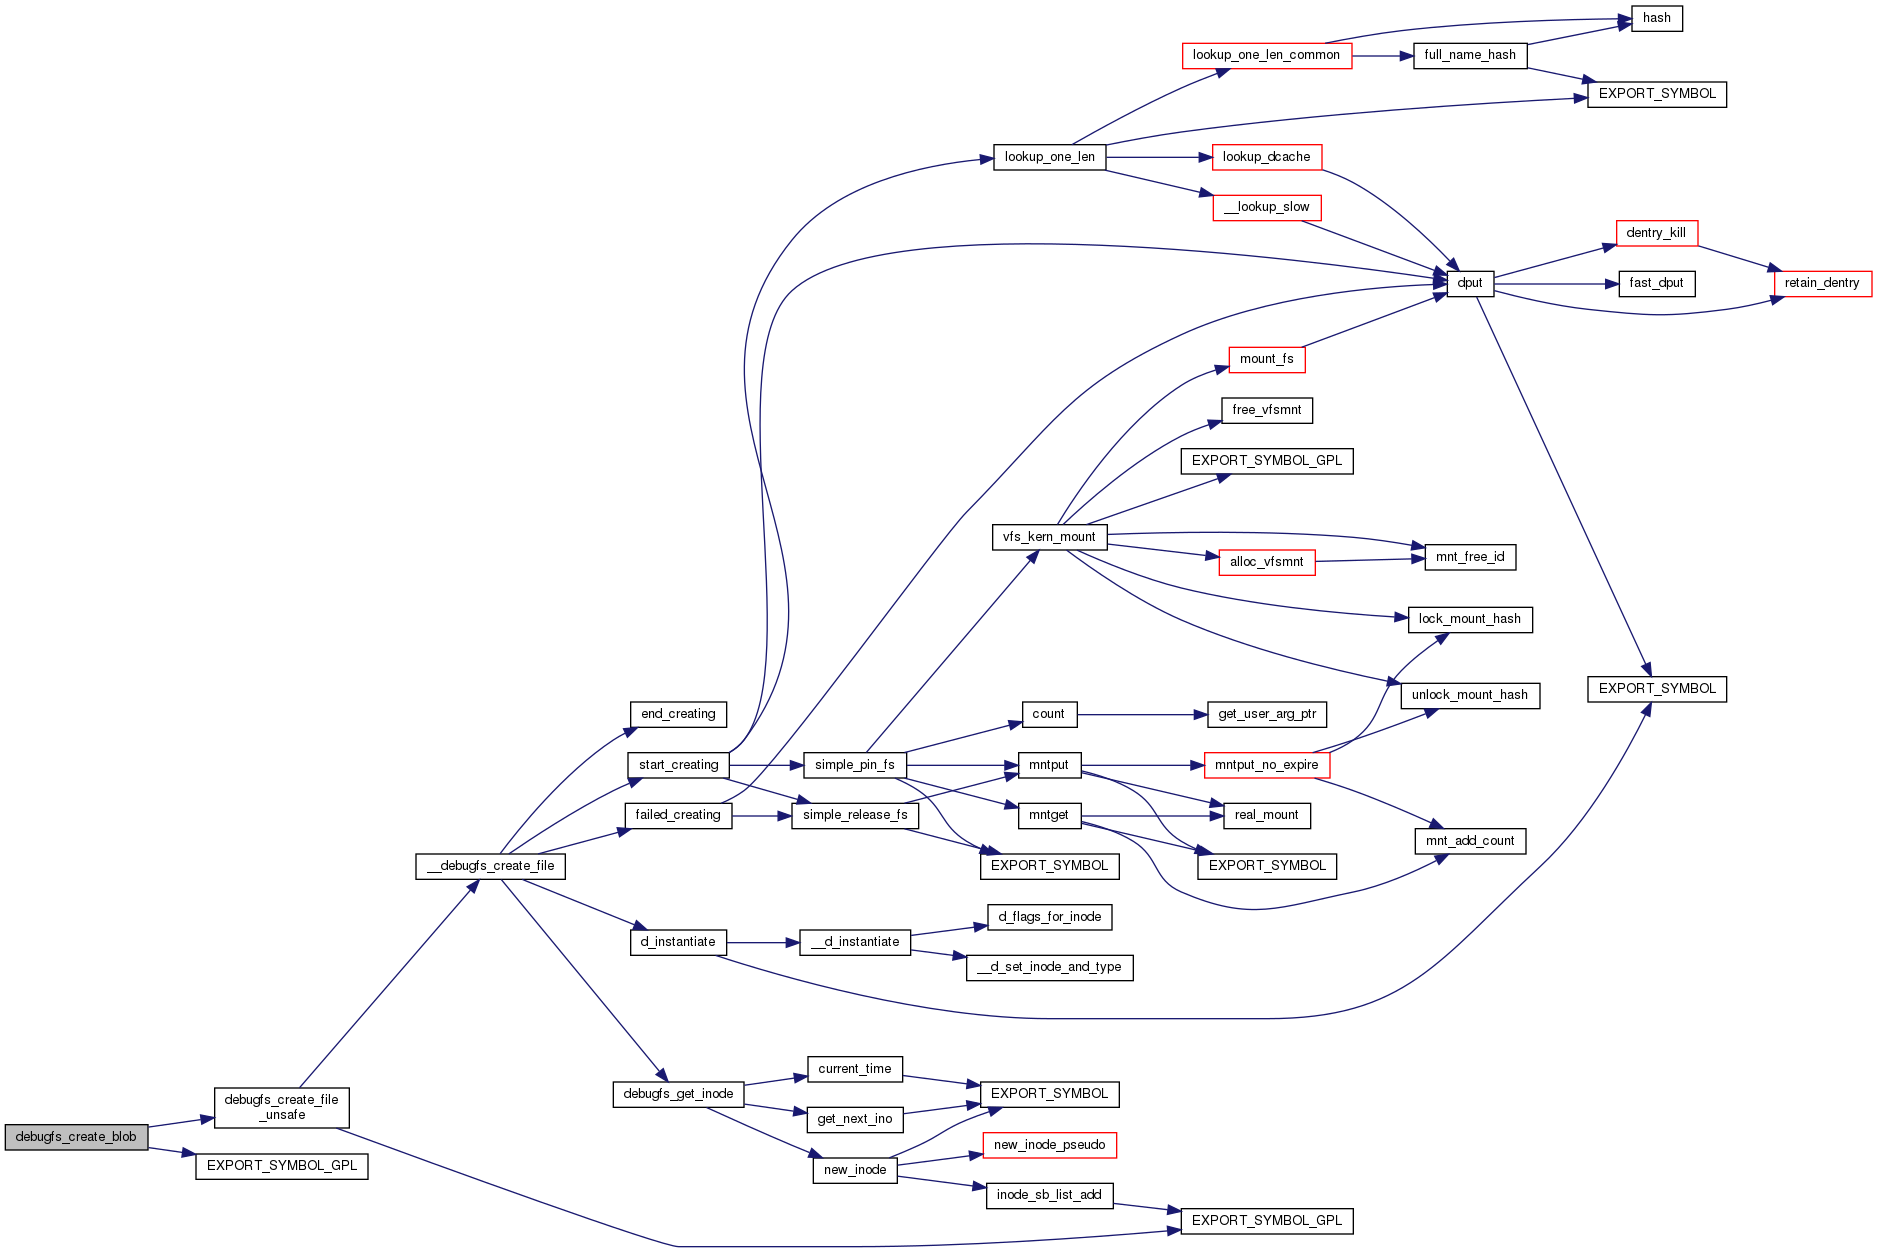 hash
lookup_one_len_common
full_name_hash
EXPORT_SYMBOL
lookup_one_len
lookup_dcache
__lookup_slow
dentry_kill
dput
fast_dput
retain_dentry
mount_fs
free_vfsmnt
EXPORT_SYMBOL_GPL
vfs_kern_mount
mnt_free_id
alloc_vfsmnt
lock_mount_hash
unlock_mount_hash
EXPORT_SYMBOL
end_creating
count
get_user_arg_ptr
start_creating
simple_pin_fs
mntput
mntput_no_expire
failed_creating
simple_release_fs
mntget
real_mount
mnt_add_count
__debugfs_create_file
EXPORT_SYMBOL
EXPORT_SYMBOL
d_flags_for_inode
d_instantiate
__d_instantiate
__d_set_inode_and_type
current_time
debugfs_get_inode
EXPORT_SYMBOL
debugfs_create_file
_unsafe
get_next_ino
debugfs_create_blob
new_inode_pseudo
EXPORT_SYMBOL_GPL
new_inode
inode_sb_list_add
EXPORT_SYMBOL_GPL